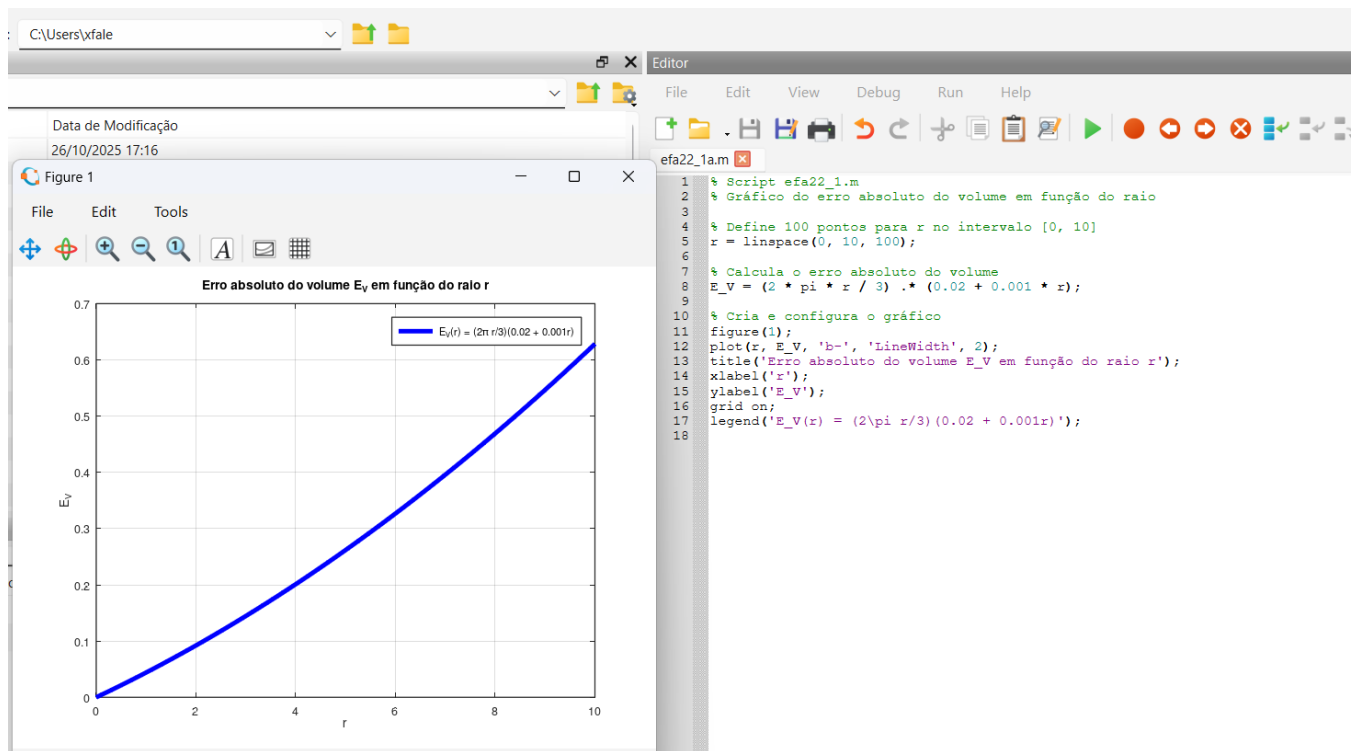 C:\Users\xfale
Data de Modificação
26/10/2025 17:16
Figure 1
File Edit Tools
A
Erro absoluto do volume E_V em função do raio r
E_V(r) = (2π r/3)(0.02 + 0.001r)
0.7
0.6
0.5
0.4
0.3
0.2
0.1
0
E_V
0 2 4 6 8 10
r
Editor
File Edit View Debug Run Help
efa22_1a.m
1 % Script efa22_1.m
2 % Gráfico do erro absoluto do volume em função do raio
3
4 % Define 100 pontos para r no intervalo [0, 10]
5 r = linspace(0, 10, 100);
6
7 % Calcula o erro absoluto do volume
8 E_V = (2 * pi * r / 3) .* (0.02 + 0.001 * r);
9
10 % Cria e configura o gráfico
11 figure(1);
12 plot(r, E_V, 'b-', 'LineWidth', 2);
13 title('Erro absoluto do volume E_V em função do raio r');
14 xlabel('r');
15 ylabel('E_V');
16 grid on;
17 legend('E_V(r) = (2\pi r/3)(0.02 + 0.001r)');
18